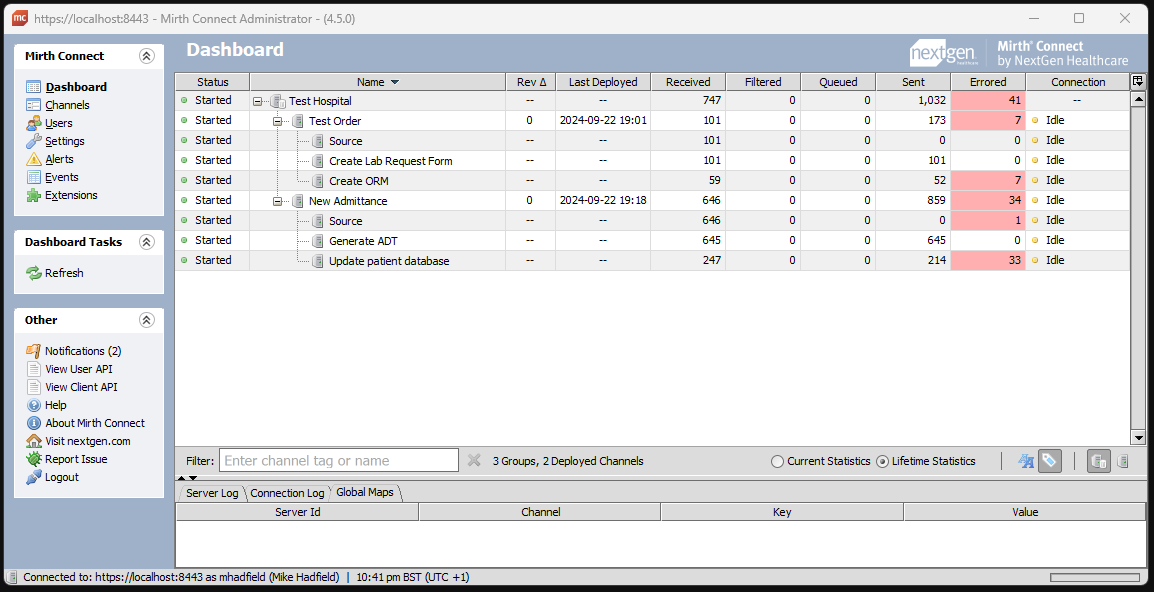 https://localhost:8443 - Mirth Connect Administrator - (4.5.0)
Mirth Connect
Dashboard
Channels
Users
Settings
Alerts
Events
Extensions
Dashboard Tasks
Refresh
Other
Notifications (2)
View User API
View Client API
Help
About Mirth Connect
Visit nextgen.com
Report Issue
Logout
Dashboard
nextgen healthcare
Mirth® Connect
by NextGen Healthcare
Status Name Rev Δ Last Deployed Received Filtered Queued Sent Errored Connection
Started Test Hospital -- -- 747 0 0 1,032 41 --
Started Test Order 0 2024-09-22 19:01 101 0 0 173 7 Idle
Started Source -- -- 101 0 0 0 0 Idle
Started Create Lab Request Form -- -- 101 0 0 101 0 Idle
Started Create ORM -- -- 59 0 0 52 7 Idle
Started New Admittance 0 2024-09-22 19:18 646 0 0 859 34 Idle
Started Source -- -- 646 0 0 0 1 Idle
Started Generate ADT -- -- 645 0 0 645 0 Idle
Started Update patient database -- -- 247 0 0 214 33 Idle
Filter: Enter channel tag or name 3 Groups, 2 Deployed Channels Current Statistics Lifetime Statistics
Server Log Connection Log Global Maps
Server Id Channel Key Value
Connected to: https://localhost:8443 as mhadfield (Mike Hadfield) | 10:41 pm BST (UTC +1)